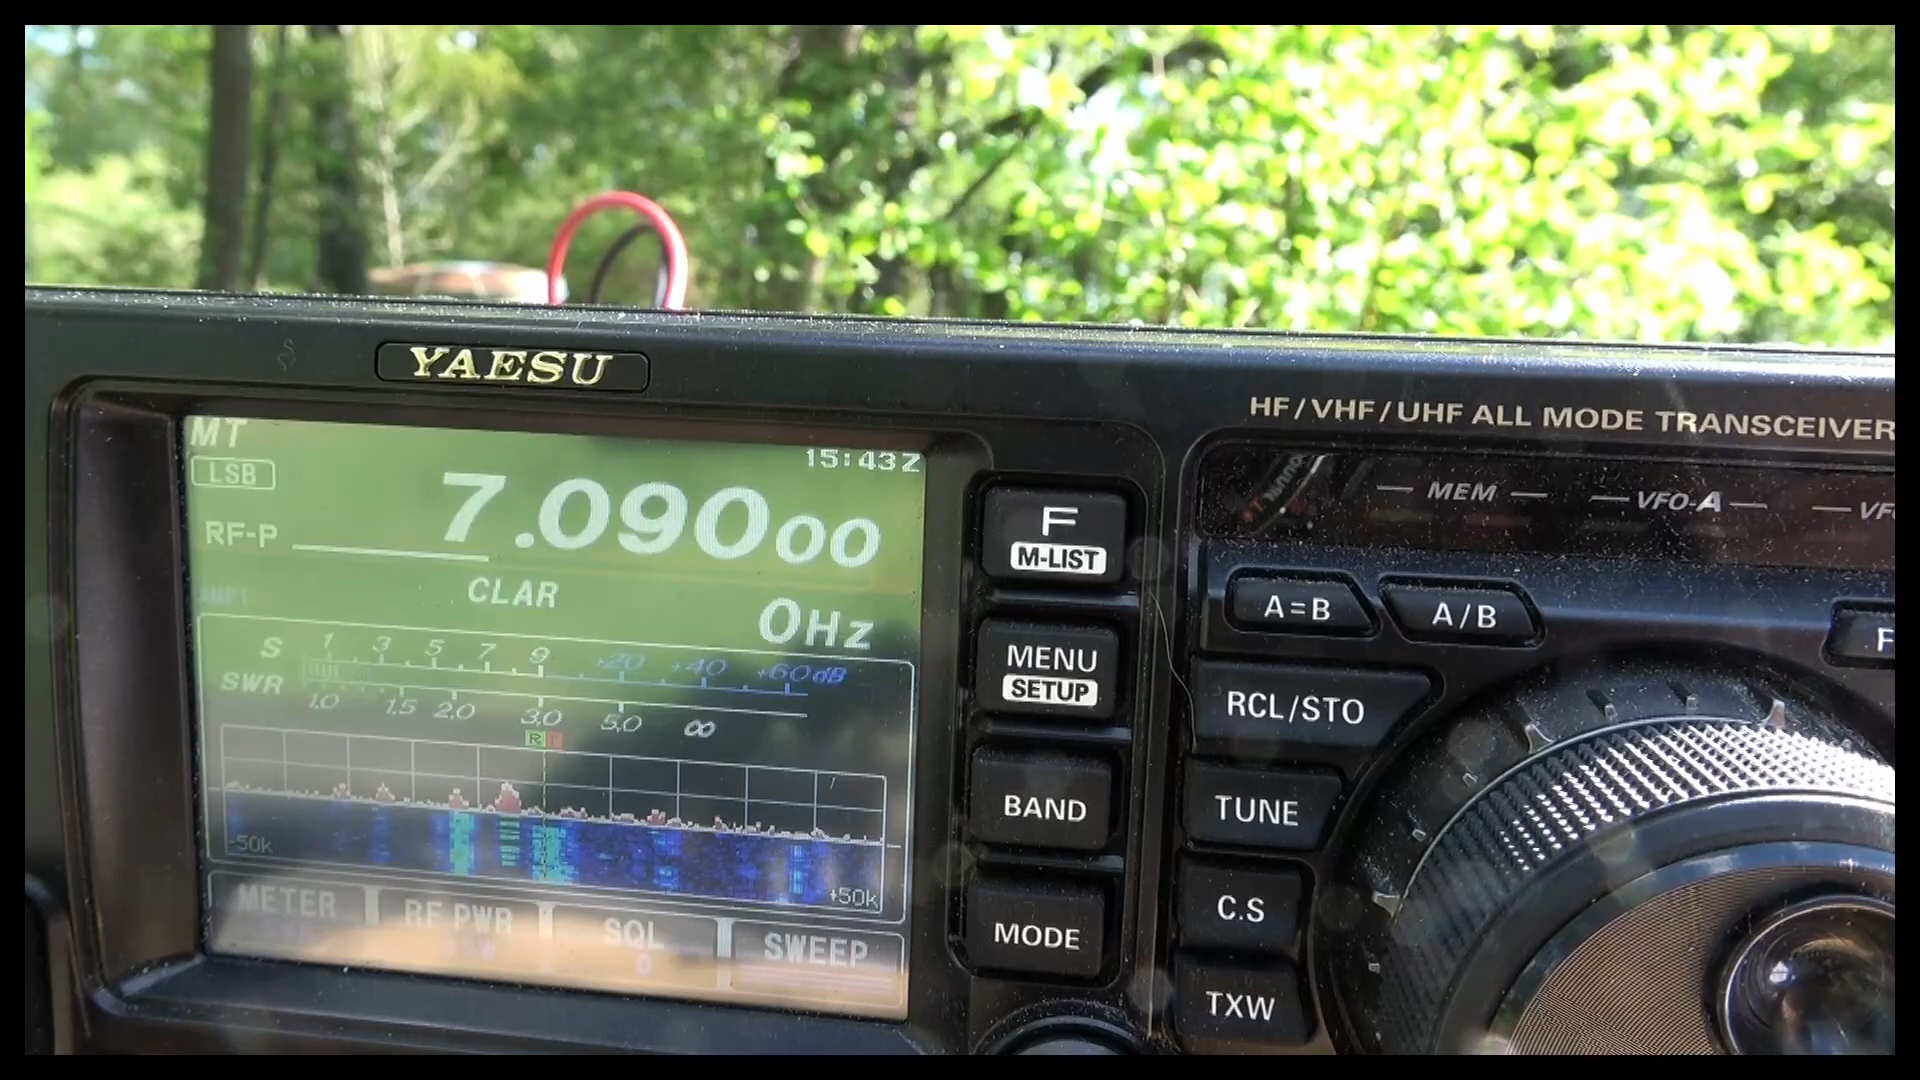 YAESU
HF/VHF/UHF ALL MODE TRANSCEIVER
MT
15:43Z
LSB
7.09000
RF-P
CLAR
0Hz
S 1 3 5 7 9 +20 +40 +60dB
SWR 1.0 1.5 2.0 3.0 5.0 ∞
R T
-50k
+50k
METER RF PWR SQL SWEEP
0
F
M-LIST
MENU
SETUP
BAND
MODE
MEM VFO-A
A=B A/B F
RCL/STO
TUNE
C.S
TXW